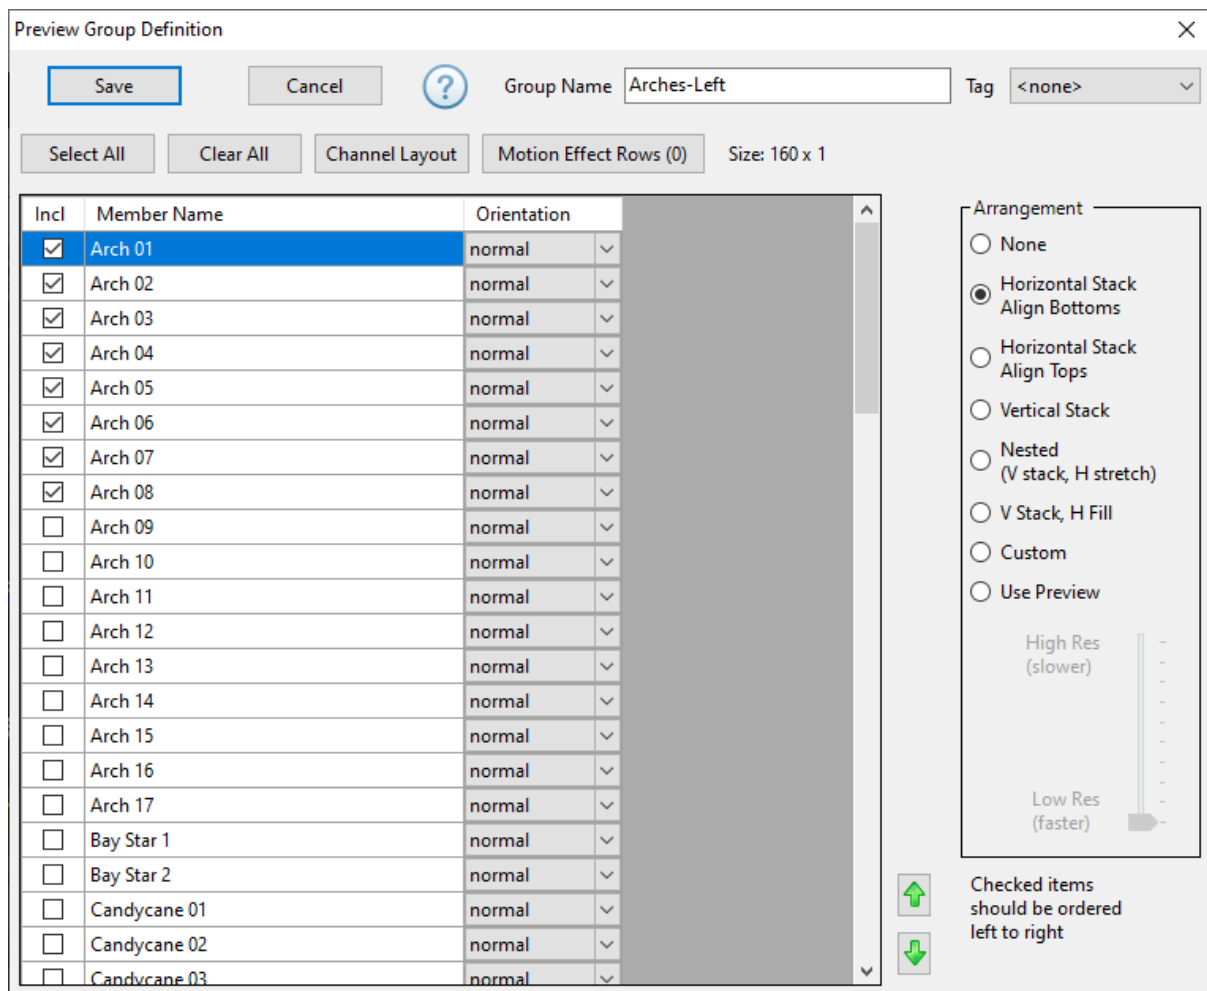 Preview Group Definition
Save Cancel ? Group Name Arches-Left Tag <none>
Select All Clear All Channel Layout Motion Effect Rows (0) Size: 160 x 1
Incl Member Name Orientation
Arch 01 normal
Arch 02 normal
Arch 03 normal
Arch 04 normal
Arch 05 normal
Arch 06 normal
Arch 07 normal
Arch 08 normal
Arch 09 normal
Arch 10 normal
Arch 11 normal
Arch 12 normal
Arch 13 normal
Arch 14 normal
Arch 15 normal
Arch 16 normal
Arch 17 normal
Bay Star 1 normal
Bay Star 2 normal
Candycane 01 normal
Candycane 02 normal
Candycane 03 normal
Arrangement
None
Horizontal Stack
Align Bottoms
Horizontal Stack
Align Tops
Vertical Stack
Nested
(V stack, H stretch)
V Stack, H Fill
Custom
Use Preview
High Res
(slower)
Low Res
(faster)
Checked items
should be ordered
left to right